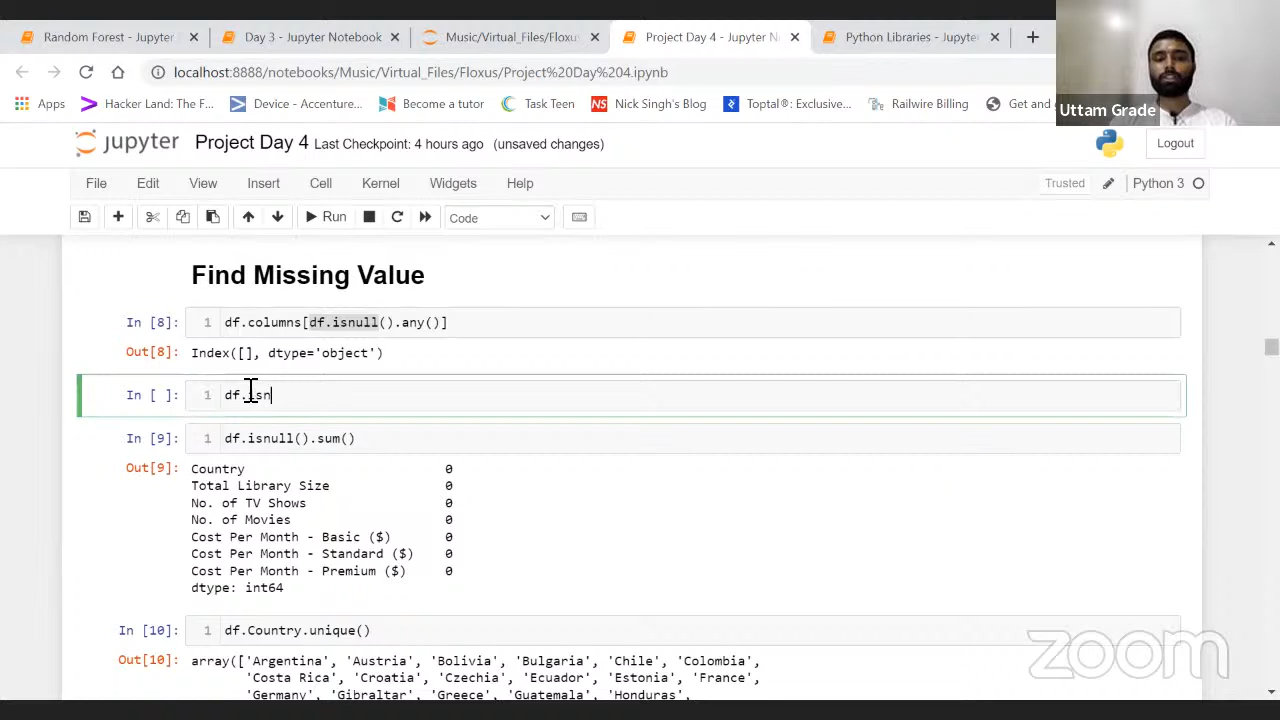 Random Forest - Jupyter
Day 3 - Jupyter Notebook
Music/Virtual_Files/Floxus
Project Day 4 - Jupyter N
Python Libraries - Jupyte
localhost:8888/notebooks/Music/Virtual_Files/Floxus/Project%20Day%204.ipynb
Apps
Hacker Land: The F...
Device - Accenture...
Become a tutor
Task Teen
NS Nick Singh's Blog
Toptal®: Exclusive...
Railwire Billing
Get and
Uttam Grade
jupyter Project Day 4 Last Checkpoint: 4 hours ago (unsaved changes)
Logout
File Edit View Insert Cell Kernel Widgets Help
Trusted
Python 3
Run
Code
Find Missing Value
In [8]: 1 df.columns[df.isnull().any()]
Out[8]: Index([], dtype='object')
In [ ]: 1 df.isn
In [9]: 1 df.isnull().sum()
Out[9]: Country 0
Total Library Size 0
No. of TV Shows 0
No. of Movies 0
Cost Per Month - Basic ($) 0
Cost Per Month - Standard ($) 0
Cost Per Month - Premium ($) 0
dtype: int64
In [10]: 1 df.Country.unique()
Out[10]: array(['Argentina', 'Austria', 'Bolivia', 'Bulgaria', 'Chile', 'Colombia',
'Costa Rica', 'Croatia', 'Czechia', 'Ecuador', 'Estonia', 'France',
'Germany', 'Gibraltar', 'Greece', 'Guatemala', 'Honduras',
zoom